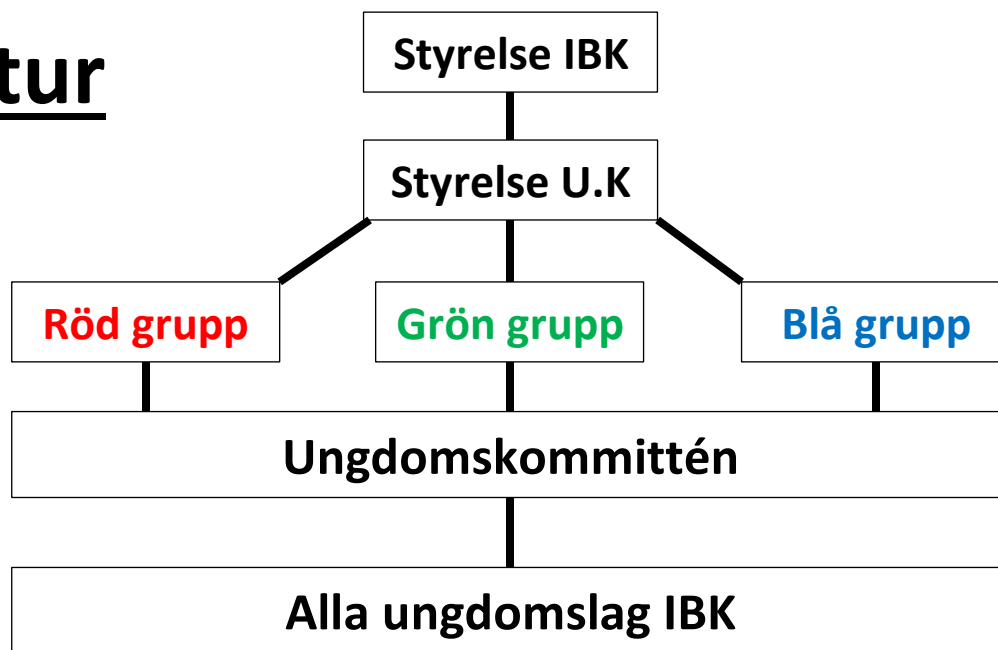 tur
Styrelse IBK
Styrelse U.K
Röd grupp
Grön grupp
Blå grupp
Ungdomskommittén
Alla ungdomslag IBK